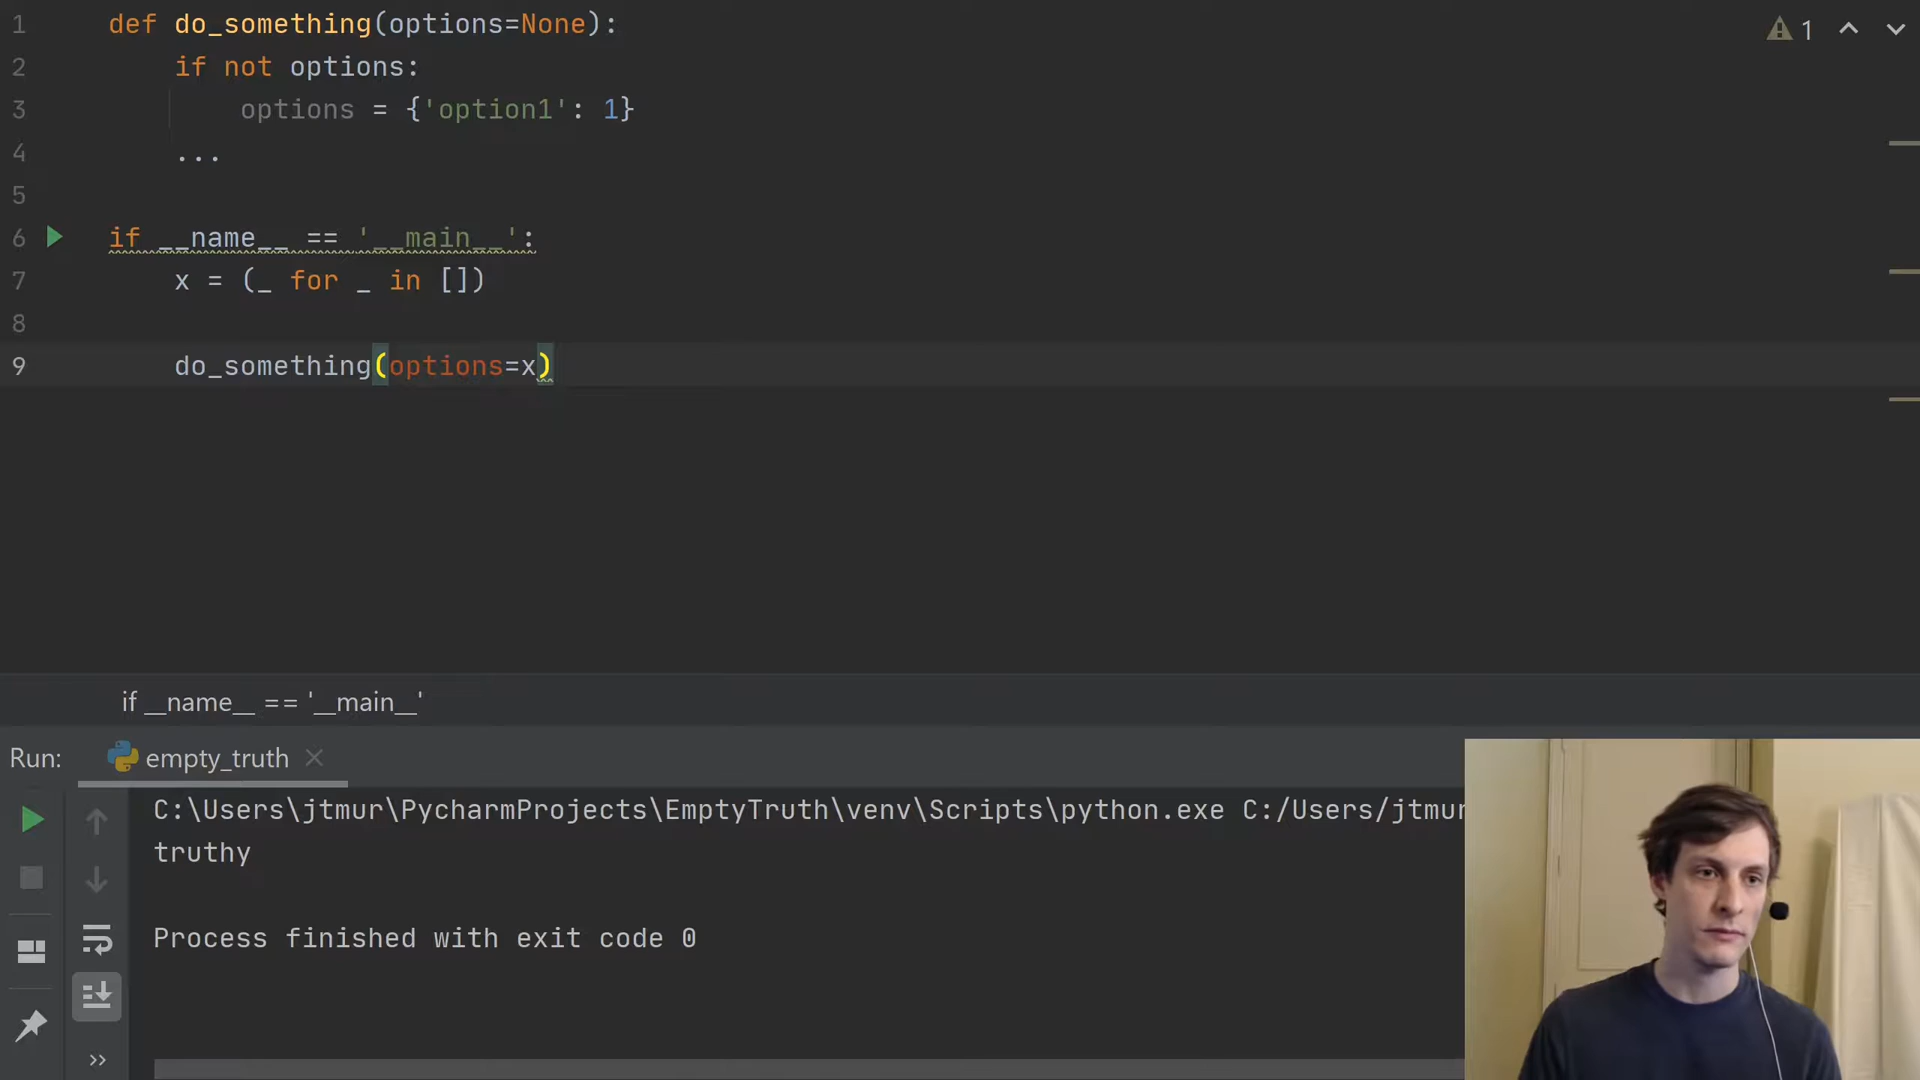 1 def do_something(options=None):
2 if not options:
3 options = {'option1': 1}
4 ...
5
6 if __name__ == '__main__':
7 x = (_ for _ in [])
8
9 do_something(options=x)
1
if __name__ == '__main__'
Run: empty_truth
C:\Users\jtmur\PycharmProjects\EmptyTruth\venv\Scripts\python.exe C:/Users/jtmur
truthy
Process finished with exit code 0